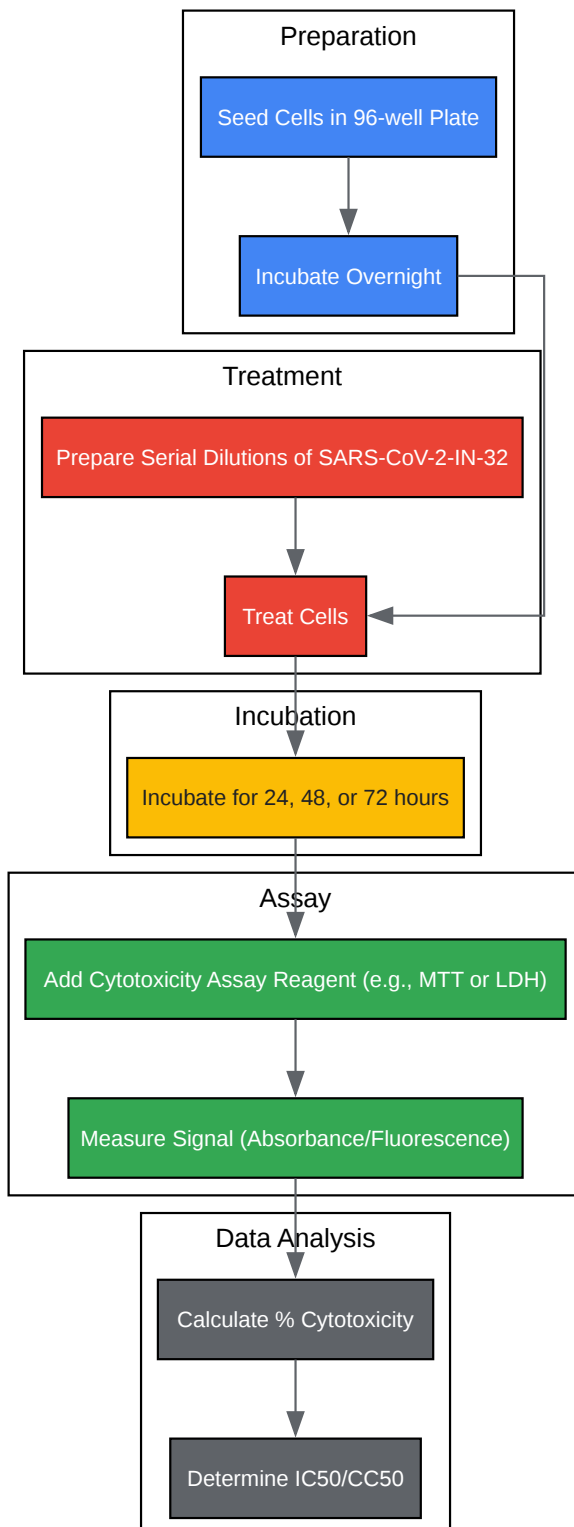 Preparation
Seed Cells in 96-well Plate
Incubate Overnight
Treatment
Prepare Serial Dilutions of SARS-CoV-2-IN-32
Treat Cells
Incubation
Incubate for 24, 48, or 72 hours
Assay
Add Cytotoxicity Assay Reagent (e.g., MTT or LDH)
Measure Signal (Absorbance/Fluorescence)
Data Analysis
Calculate % Cytotoxicity
Determine IC50/CC50